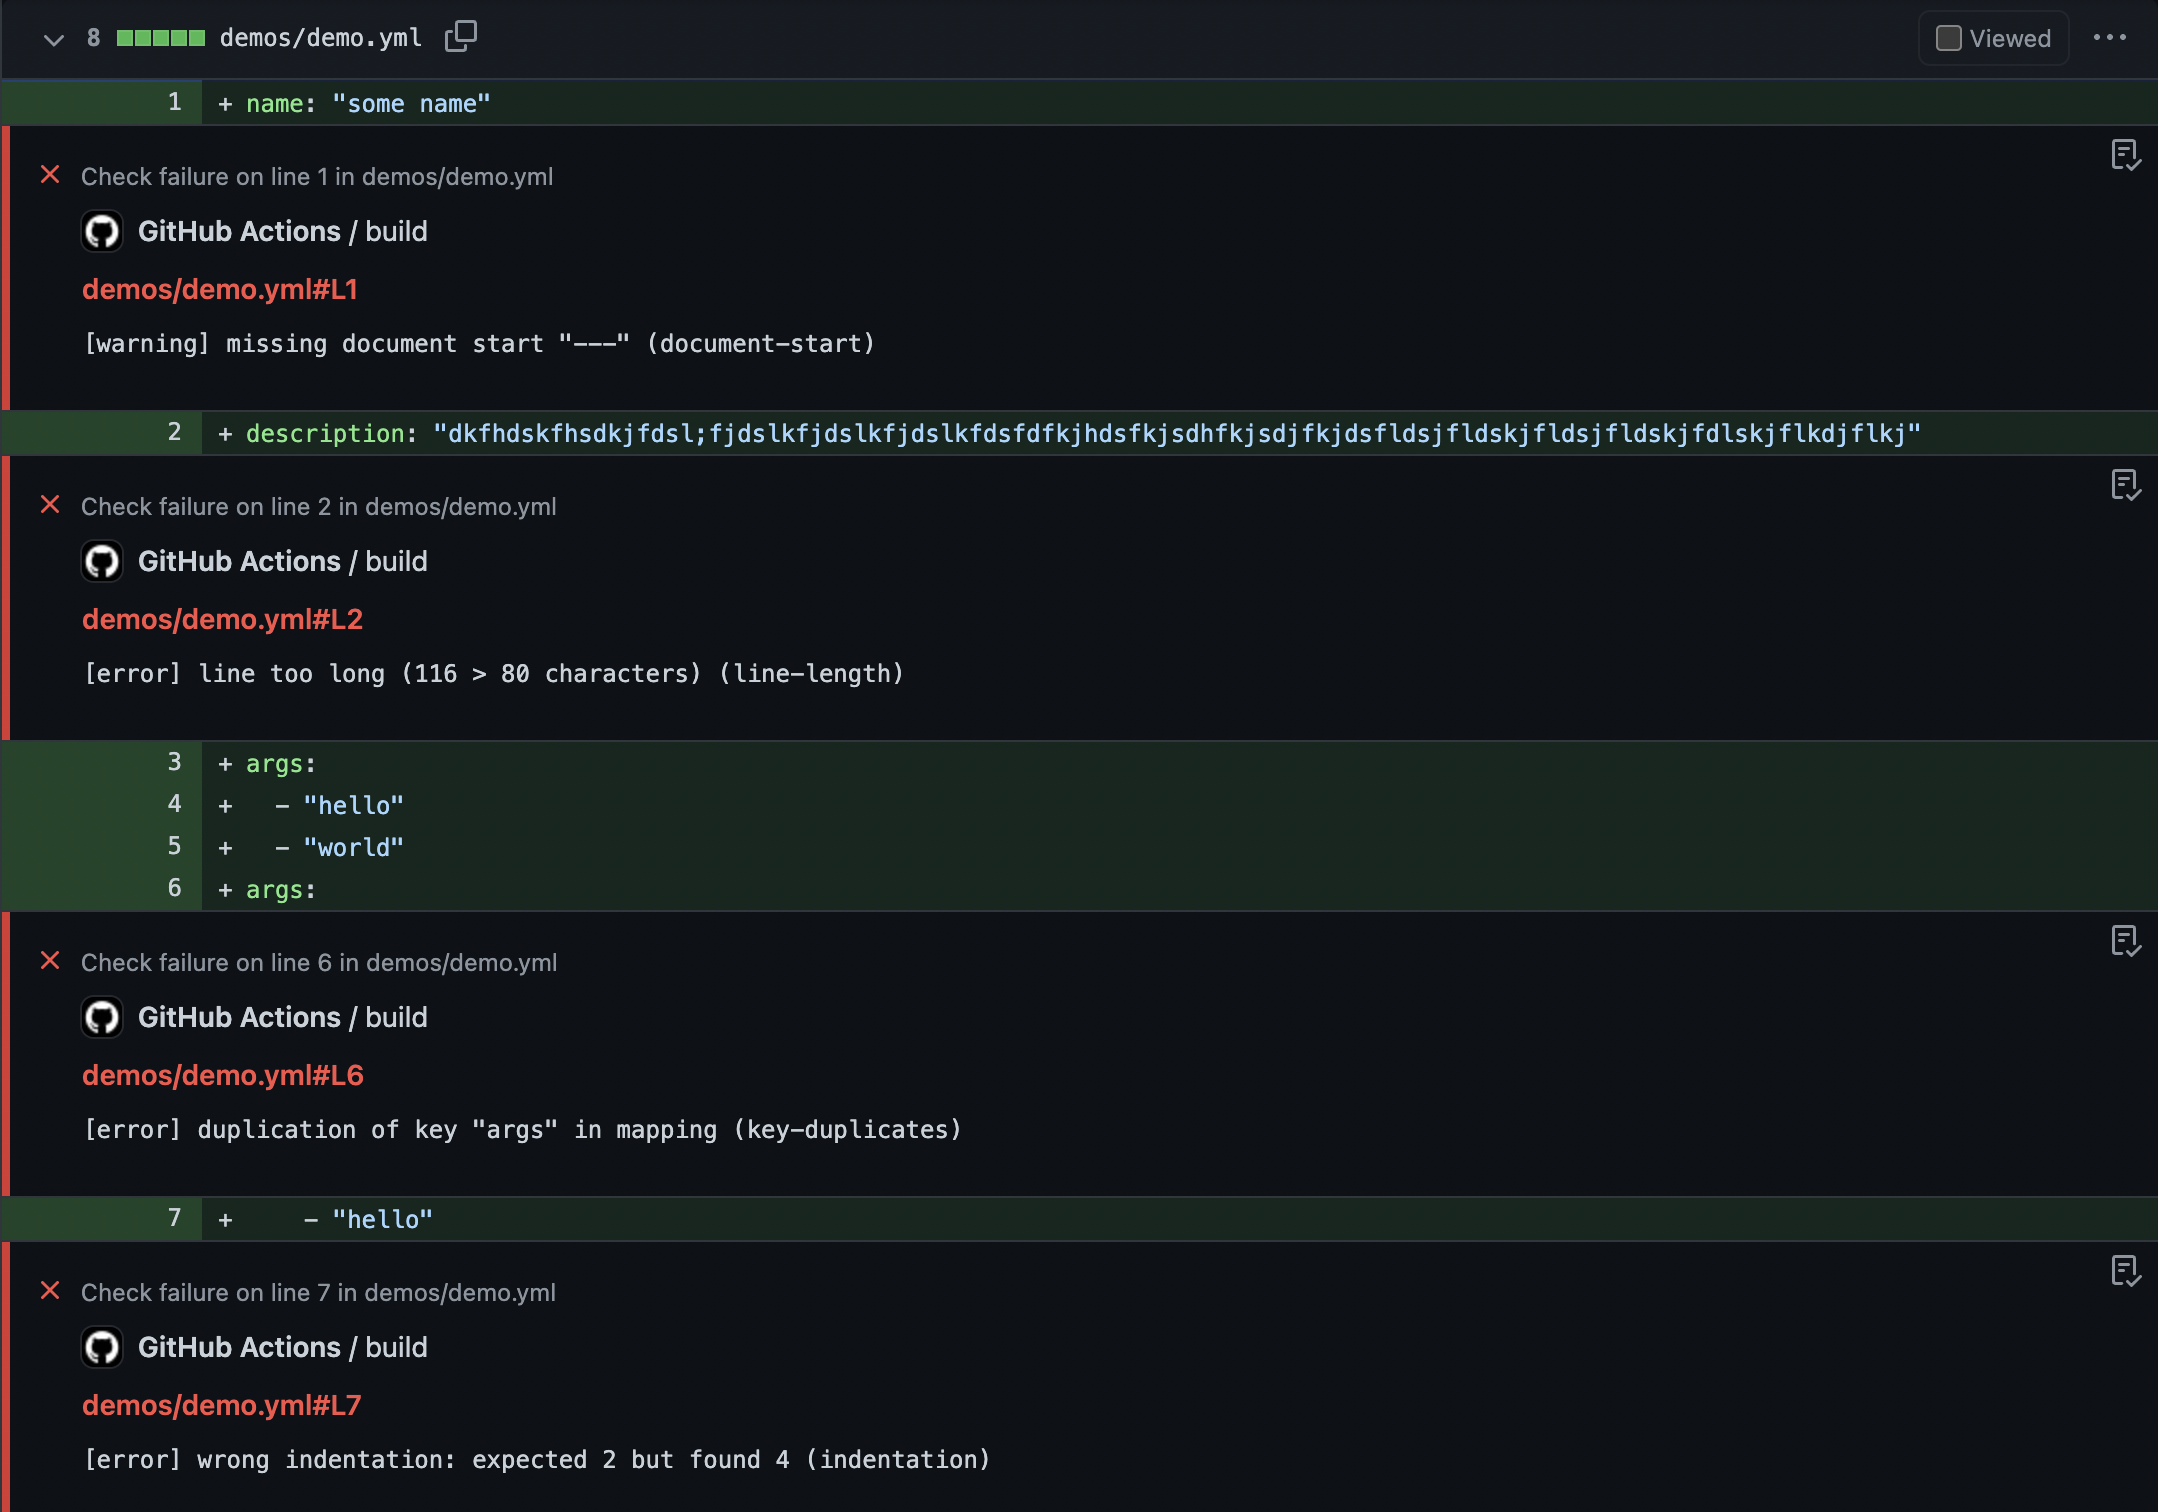 8 demos/demo.yml Viewed
1 + name: "some name"
Check failure on line 1 in demos/demo.yml
GitHub Actions / build
demos/demo.yml#L1
[warning] missing document start "---" (document-start)
2 + description: "dkfhdskfhsdkjfdsl;fjdslkfjdslkfjdslkfdsfdfkjhdsfkjsdhfkjsdjfkjdsfldsjfldskjfldsjfldskjfdlskjflkdjflkj"
Check failure on line 2 in demos/demo.yml
GitHub Actions / build
demos/demo.yml#L2
[error] line too long (116 > 80 characters) (line-length)
3 + args:
4 +   - "hello"
5 +   - "world"
6 + args:
Check failure on line 6 in demos/demo.yml
GitHub Actions / build
demos/demo.yml#L6
[error] duplication of key "args" in mapping (key-duplicates)
7 +     - "hello"
Check failure on line 7 in demos/demo.yml
GitHub Actions / build
demos/demo.yml#L7
[error] wrong indentation: expected 2 but found 4 (indentation)